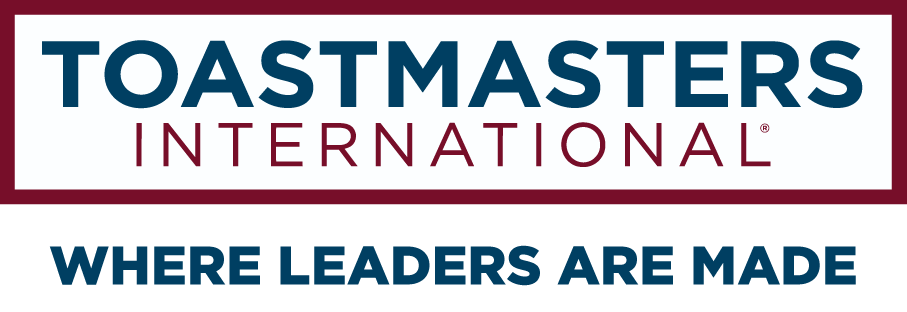 TOASTMASTERS
INTERNATIONAL®
WHERE LEADERS ARE MADE